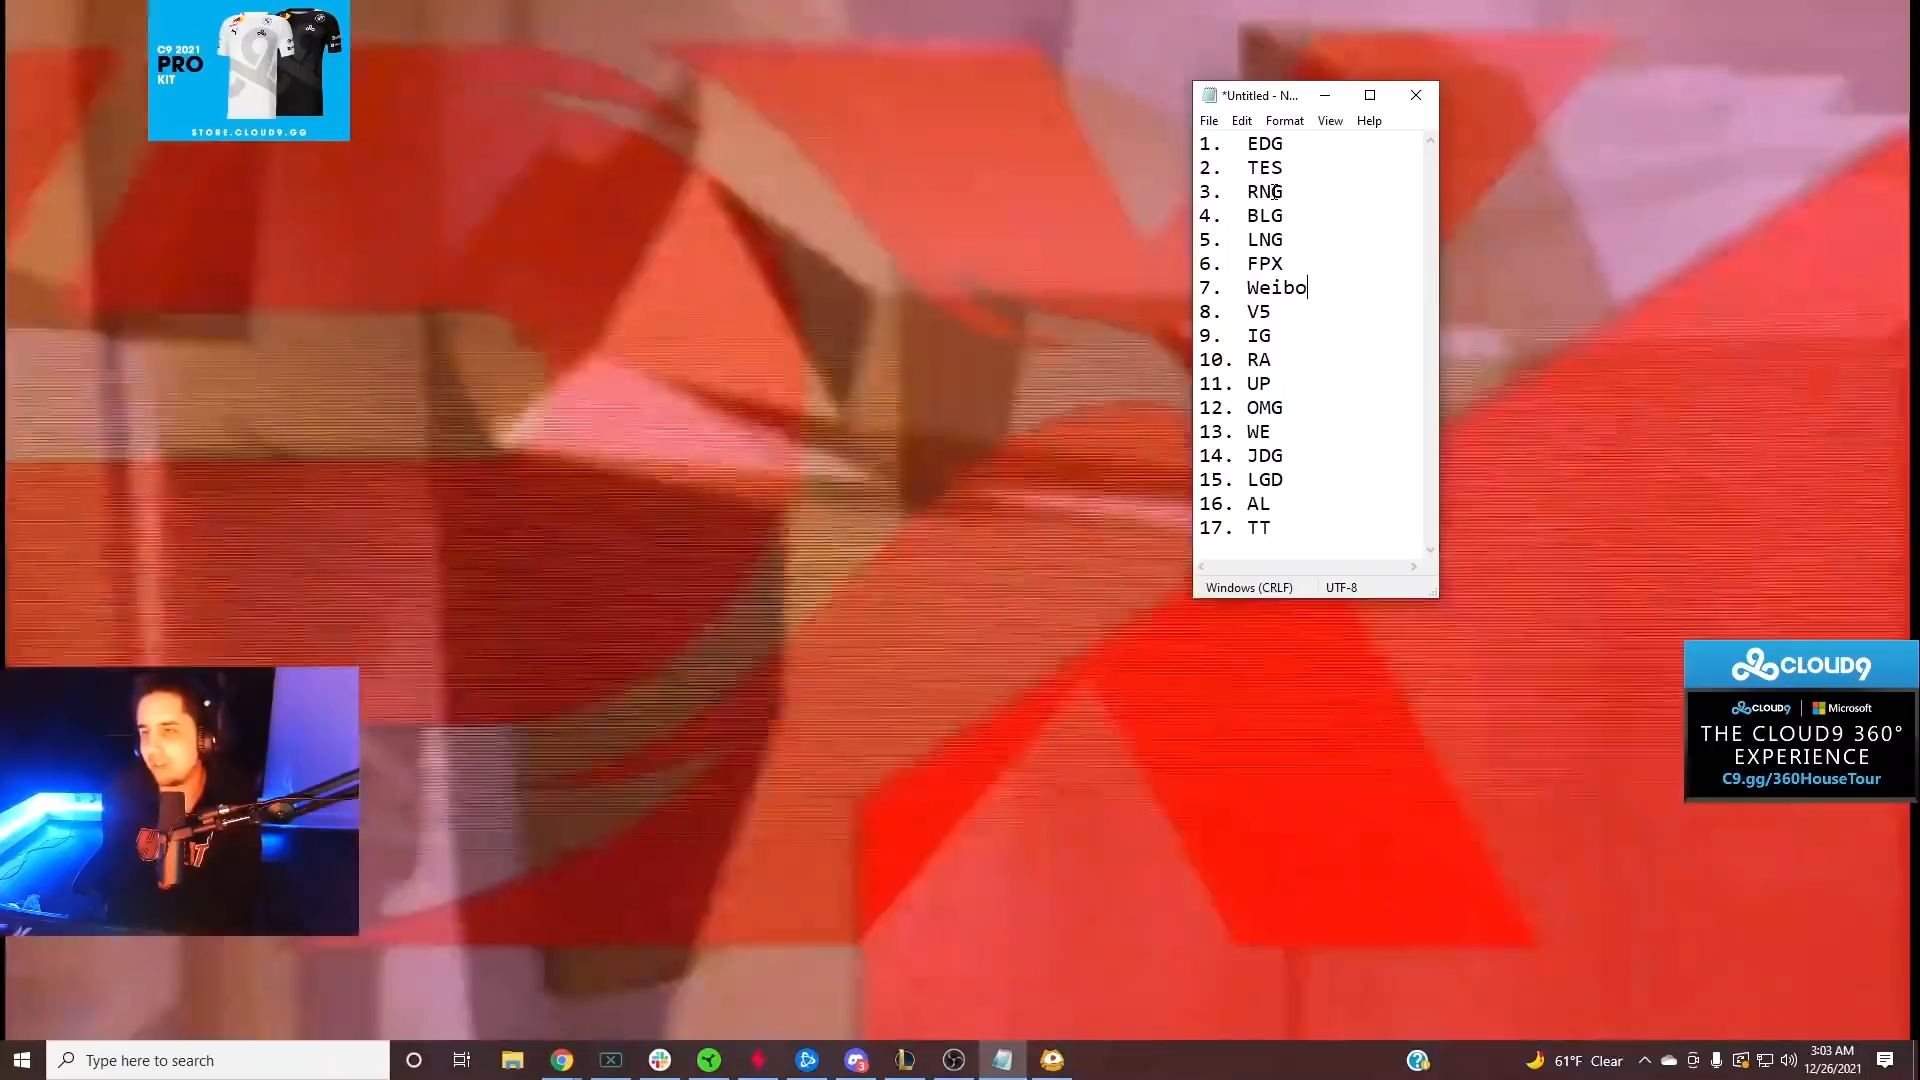 C9 2021
PRO
KIT
STORE.CLOUD9.GG
*Untitled - N...
File Edit Format View Help
1. EDG
2. TES
3. RNG
4. BLG
5. LNG
6. FPX
7. Weibo
8. V5
9. IG
10. RA
11. UP
12. OMG
13. WE
14. JDG
15. LGD
16. AL
17. TT
Windows (CRLF) UTF-8
CLOUD9
CLOUD9 | Microsoft
THE CLOUD9 360°
EXPERIENCE
C9.gg/360HouseTour
Type here to search
3
61°F Clear
3:03 AM
12/26/2021